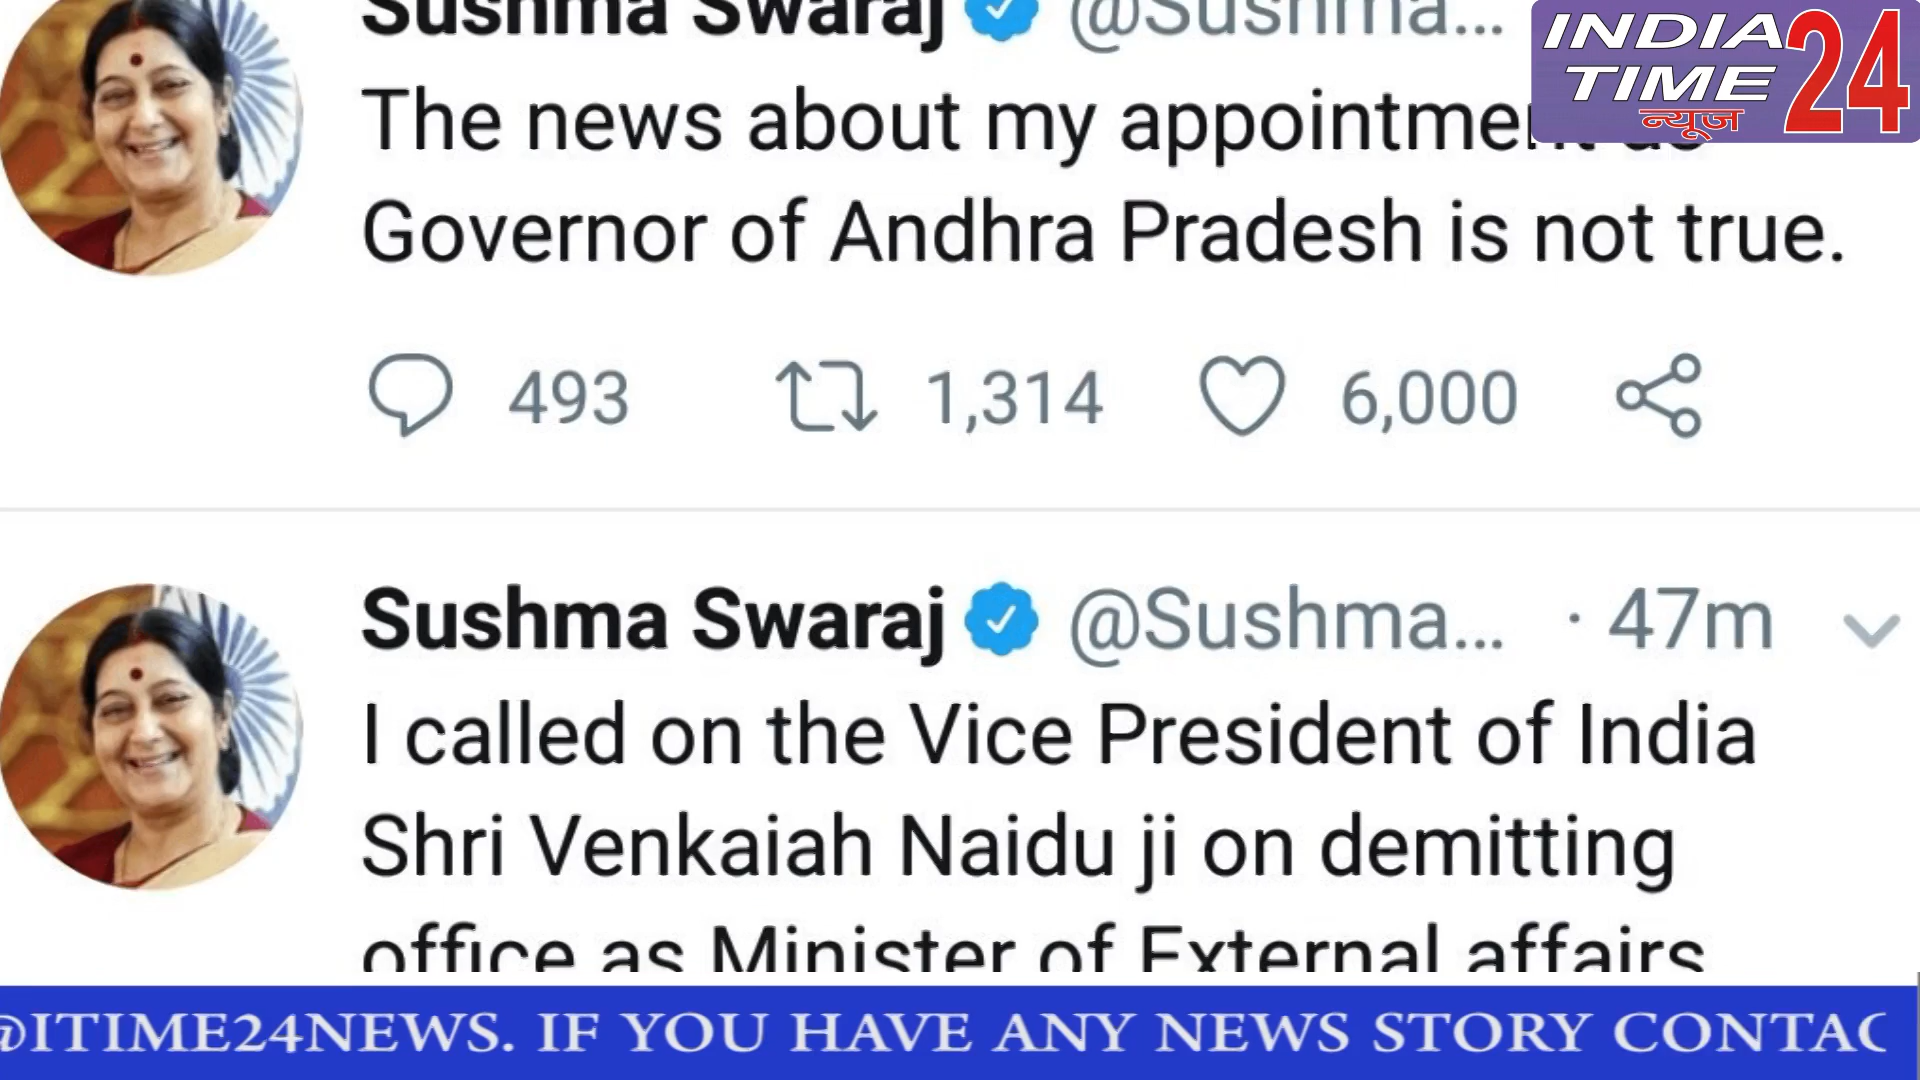 Sushma Swaraj @Sushma...
INDIA
TIME 24
न्यूज
The news about my
Governor of Andhra Pradesh is not true.
493 1,314 6,000
Sushma Swaraj @Sushma... · 47m
I called on the Vice President of India
Shri Venkaiah Naidu ji on demitting
office as Minister of External affairs
@ITIME24NEWS. IF YOU HAVE ANY NEWS STORY